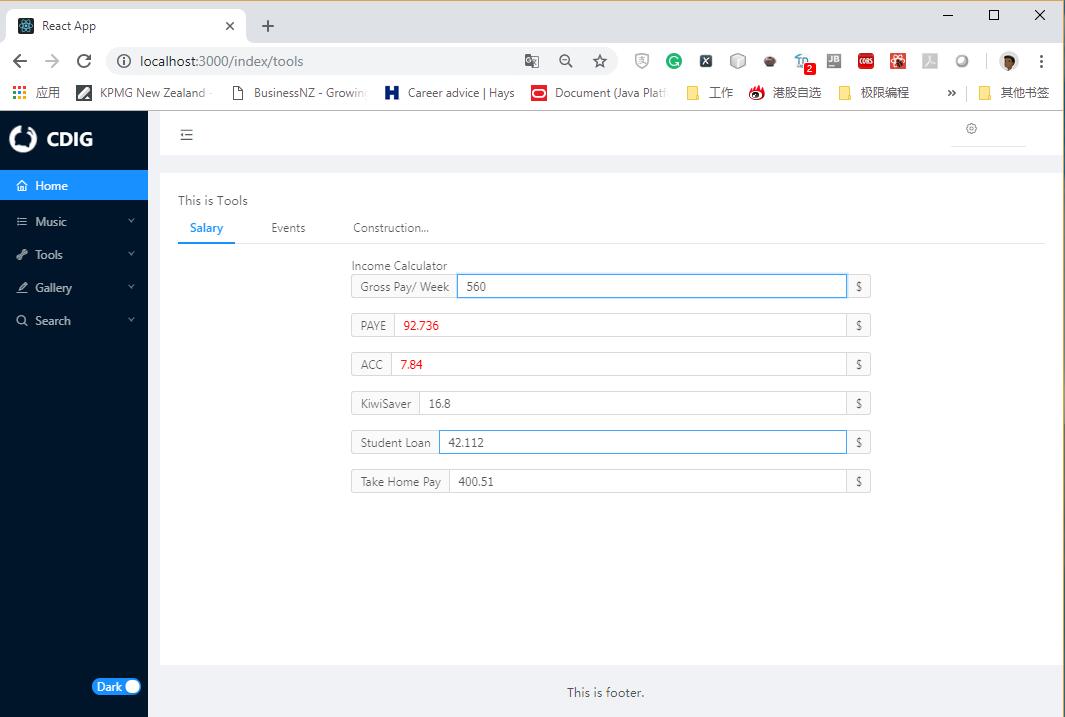 React App
localhost:3000/index/tools
2
JB
CORS
应用
KPMG New Zealand
BusinessNZ - Growing
Career advice | Hays
Document (Java Platf
工作
港股自选
极限编程
»
其他书签
CDIG
Home
Music
Tools
Gallery
Search
Dark
This is Tools
Salary
Events
Construction...
Income Calculator
Gross Pay/ Week 560 $
PAYE 92.736 $
ACC 7.84 $
KiwiSaver 16.8 $
Student Loan 42.112 $
Take Home Pay 400.51 $
This is footer.